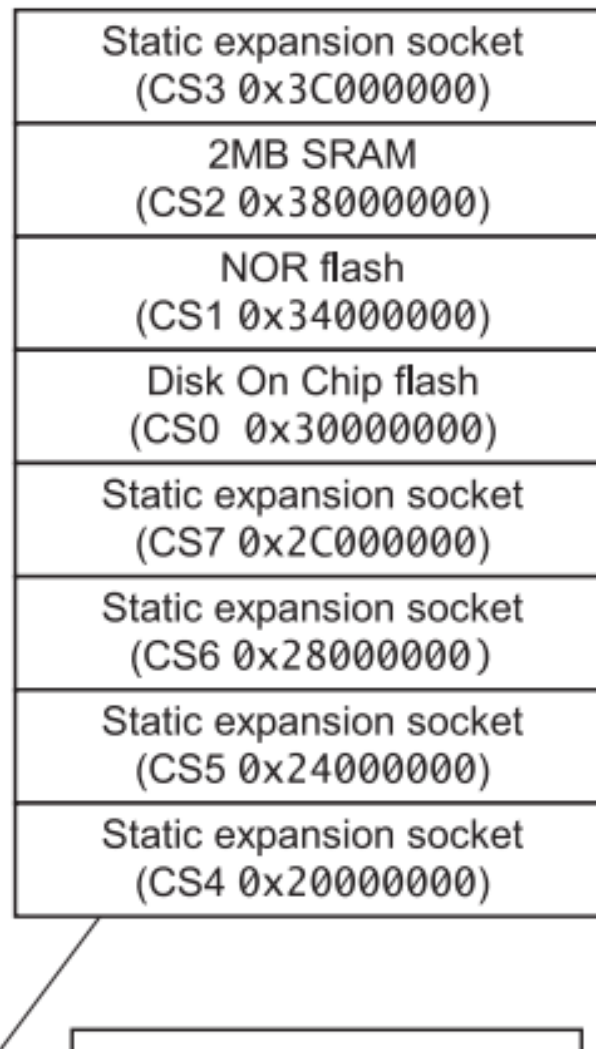 Static expansion socket
(CS3 0x3C000000)
2MB SRAM
(CS2 0x38000000)
NOR flash
(CS1 0x34000000)
Disk On Chip flash
(CS0 0x30000000)
Static expansion socket
(CS7 0x2C000000)
Static expansion socket
(CS6 0x28000000)
Static expansion socket
(CS5 0x24000000)
Static expansion socket
(CS4 0x20000000)